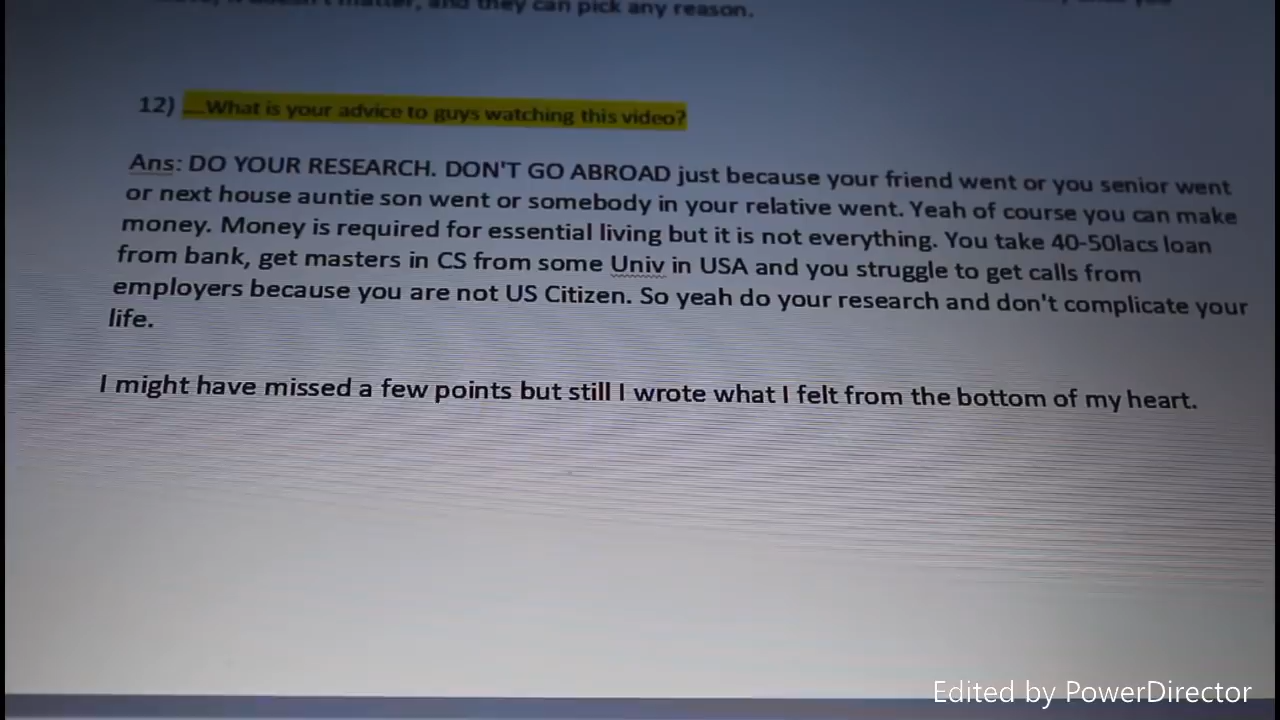 and they can pick any reason.
12) ...What is your advice to guys watching this video?
Ans: DO YOUR RESEARCH. DON'T GO ABROAD just because your friend went or you senior went
or next house auntie son went or somebody in your relative went. Yeah of course you can make
money. Money is required for essential living but it is not everything. You take 40-50lacs loan
from bank, get masters in CS from some Univ in USA and you struggle to get calls from
employers because you are not US Citizen. So yeah do your research and don't complicate your
life.
I might have missed a few points but still I wrote what I felt from the bottom of my heart.
Edited by PowerDirector